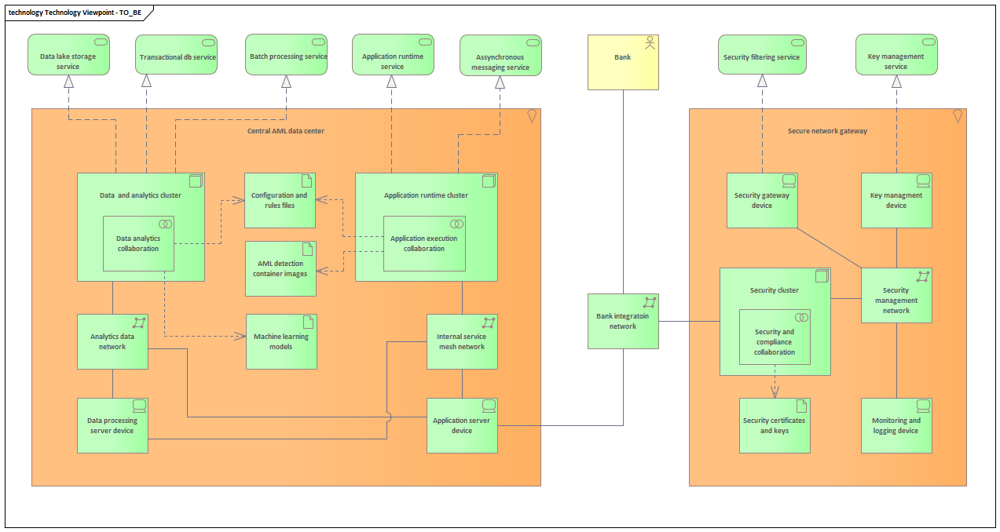 technology Technology Viewpoint - TO_BE
Data lake storage
service
Transactional db service
Batch processing service
Application runtime
service
Assynchronous
messaging service
Bank
Security filtering service
Key management
service
Central AML data center
Secure network gateway
Data  and analytics cluster
Data analytics
collaboration
Configuration and
rules files
AML detection
container images
Application runtime cluster
Application execution
collaboration
Security gateway
device
Key managment
device
Security cluster
Security and
compliance
collaboration
Security
management
network
Bank integratoin
network
Analytics data
network
Machine learning
models
Internal service
mesh network
Data processing
server device
Application server
device
Security certificates
and keys
Monitoring and
logging device